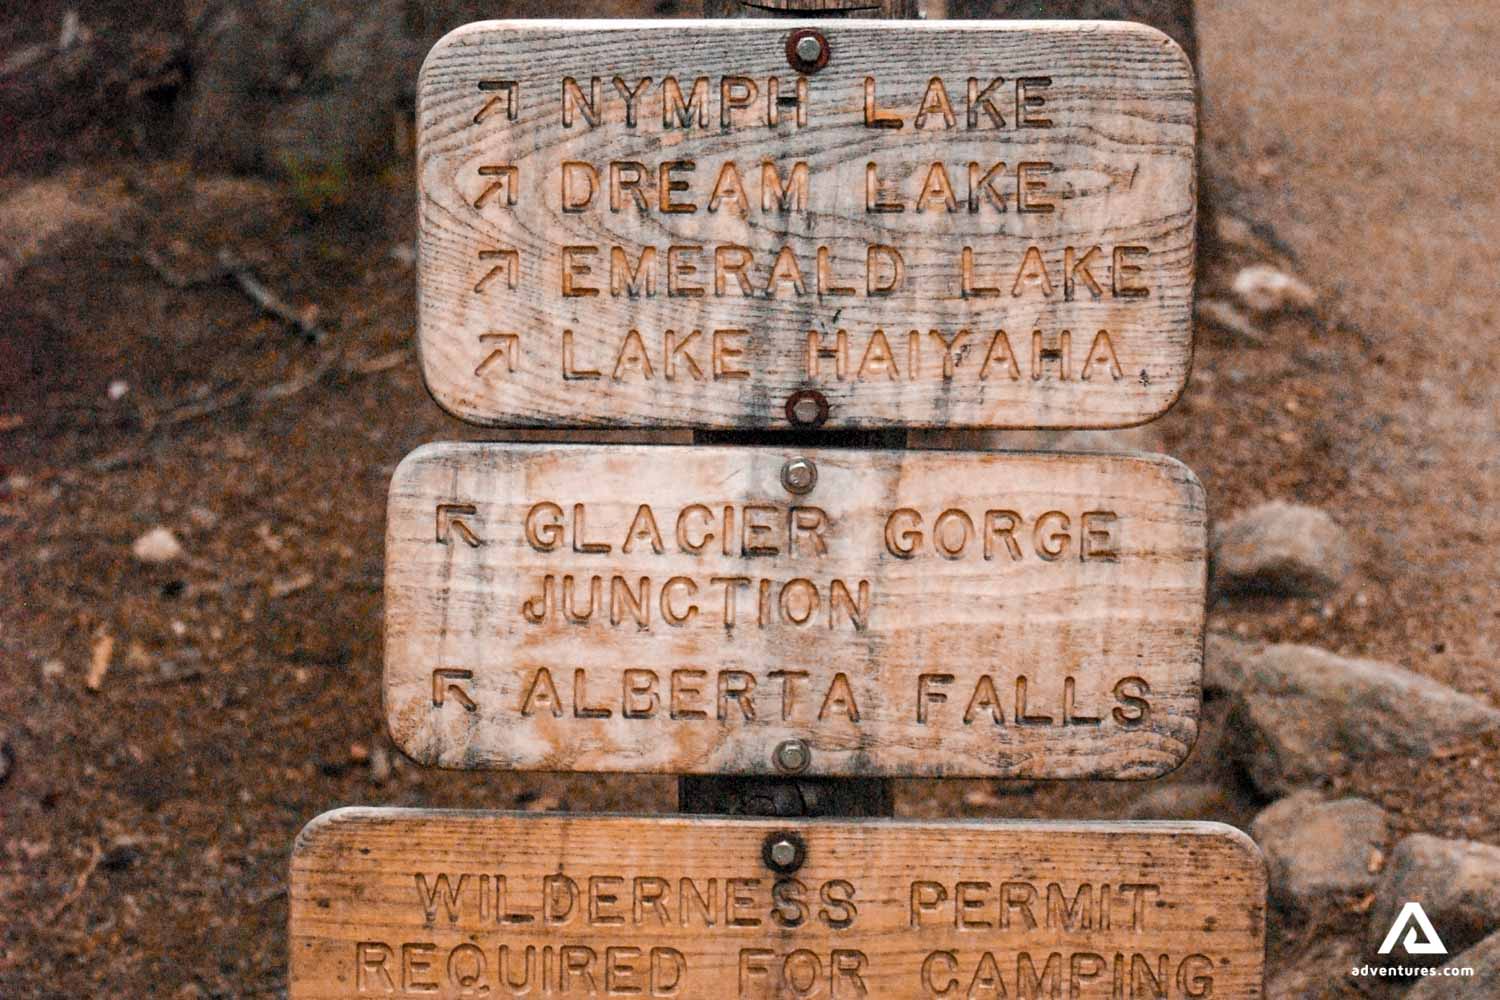 ↗ NYMPH LAKE
↗ DREAM LAKE
↗ EMERALD LAKE
↗ LAKE HAIYAHA
↖ GLACIER GORGE
JUNCTION
↖ ALBERTA FALLS
WILDERNESS PERMIT
REQUIRED FOR CAMPING
adventures.com